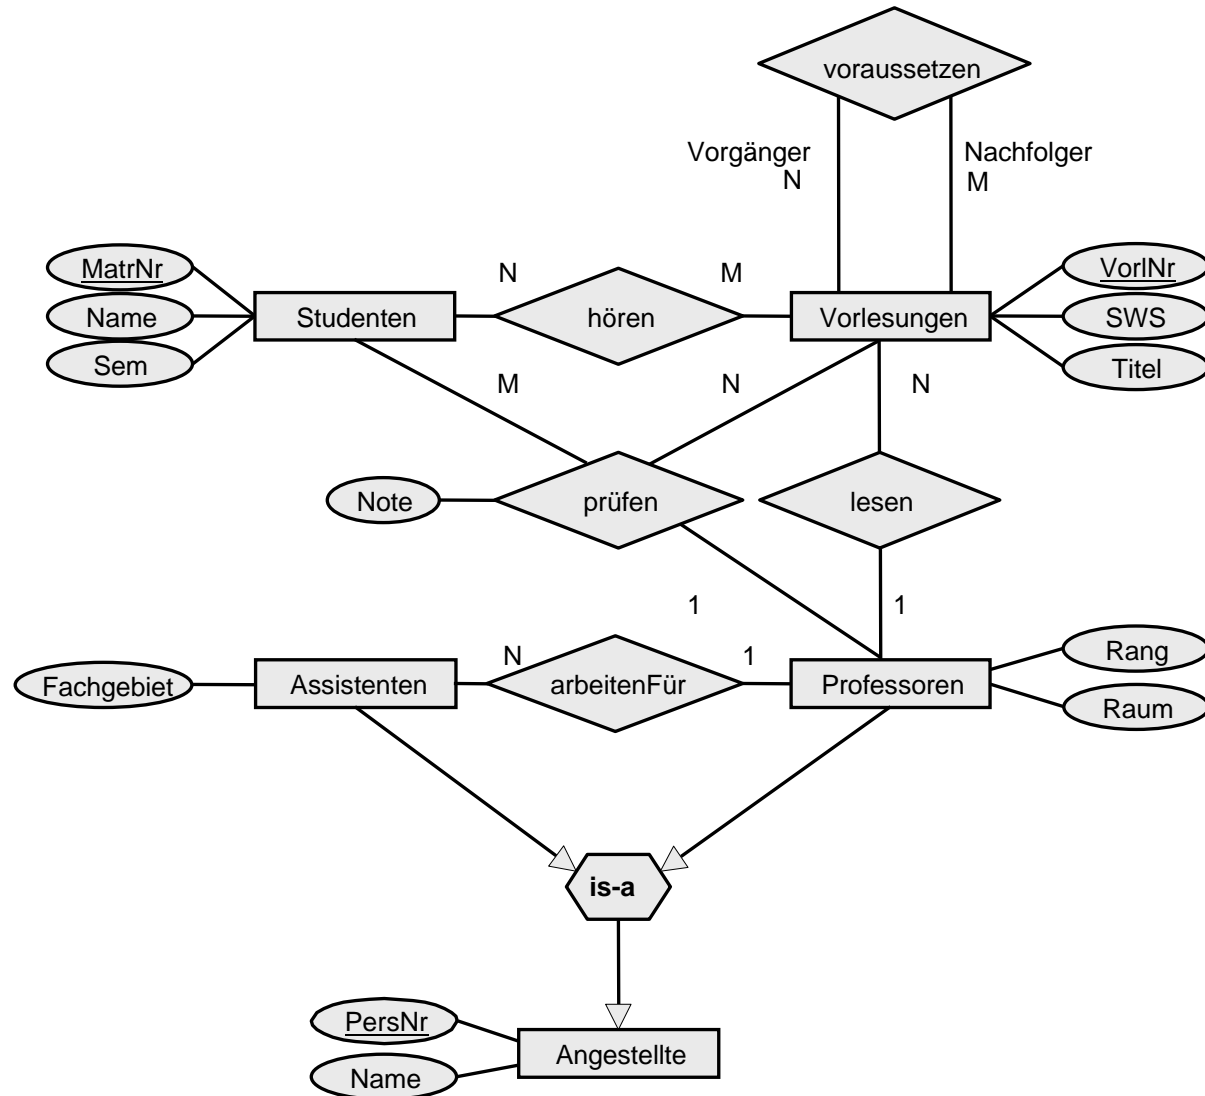 voraussetzen
Vorgänger
N
Nachfolger
M
MatrNr
Name
Sem
Studenten
N
hören
M
Vorlesungen
VorlNr
SWS
Titel
M
N
N
Note
prüfen
lesen
1
1
Fachgebiet
Assistenten
N
arbeitenFür
1
Professoren
Rang
Raum
is-a
PersNr
Name
Angestellte